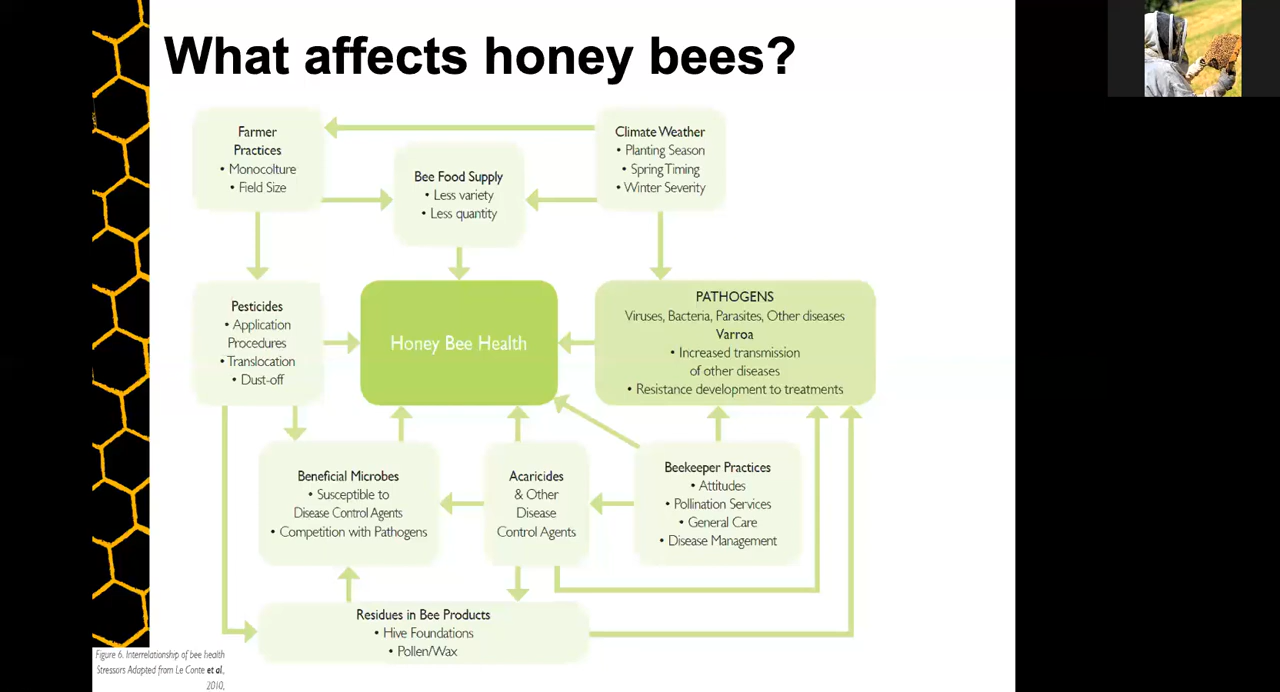 What affects honey bees?
Farmer
Practices
• Monocolture
• Field Size
Bee Food Supply
• Less variety
• Less quantity
Climate Weather
• Planting Season
• Spring Timing
• Winter Severity
Pesticides
• Application
Procedures
• Translocation
• Dust-off
Honey Bee Health
PATHOGENS
Viruses, Bacteria, Parasites, Other diseases
Varroa
• Increased transmission
of other diseases
• Resistance development to treatments
Beneficial Microbes
• Susceptible to
Disease Control Agents
• Competition with Pathogens
Acaricides
& Other
Disease
Control Agents
Beekeeper Practices
• Attitudes
• Pollination Services
• General Care
• Disease Management
Residues in Bee Products
• Hive Foundations
• Pollen/Wax
Figure 6. Interrelationship of bee health
Stressors Adapted from Le Conte et al,
2010,